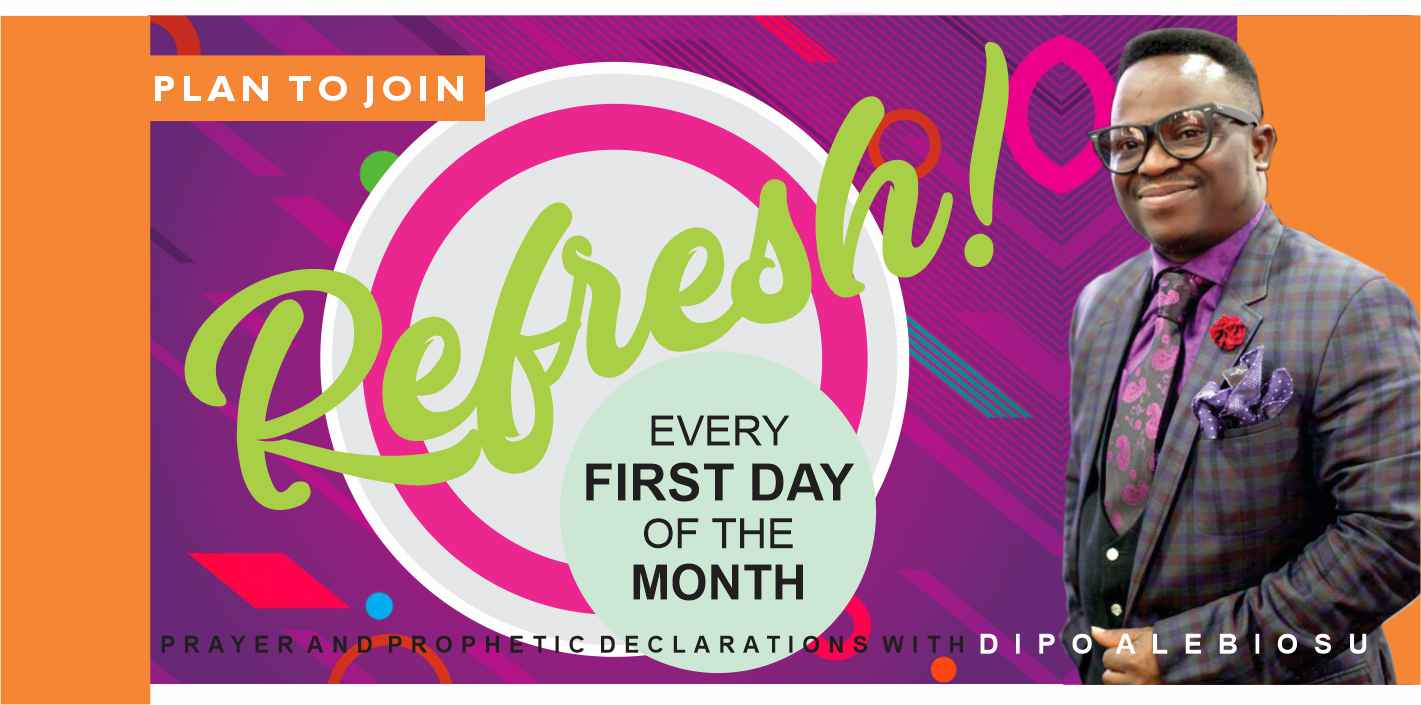 PLAN TO JOIN
Refresh!
EVERY
FIRST DAY
OF THE
MONTH
PRAYER AND PROPHETIC DECLARATIONS WITH DIPO ALEBIOSU